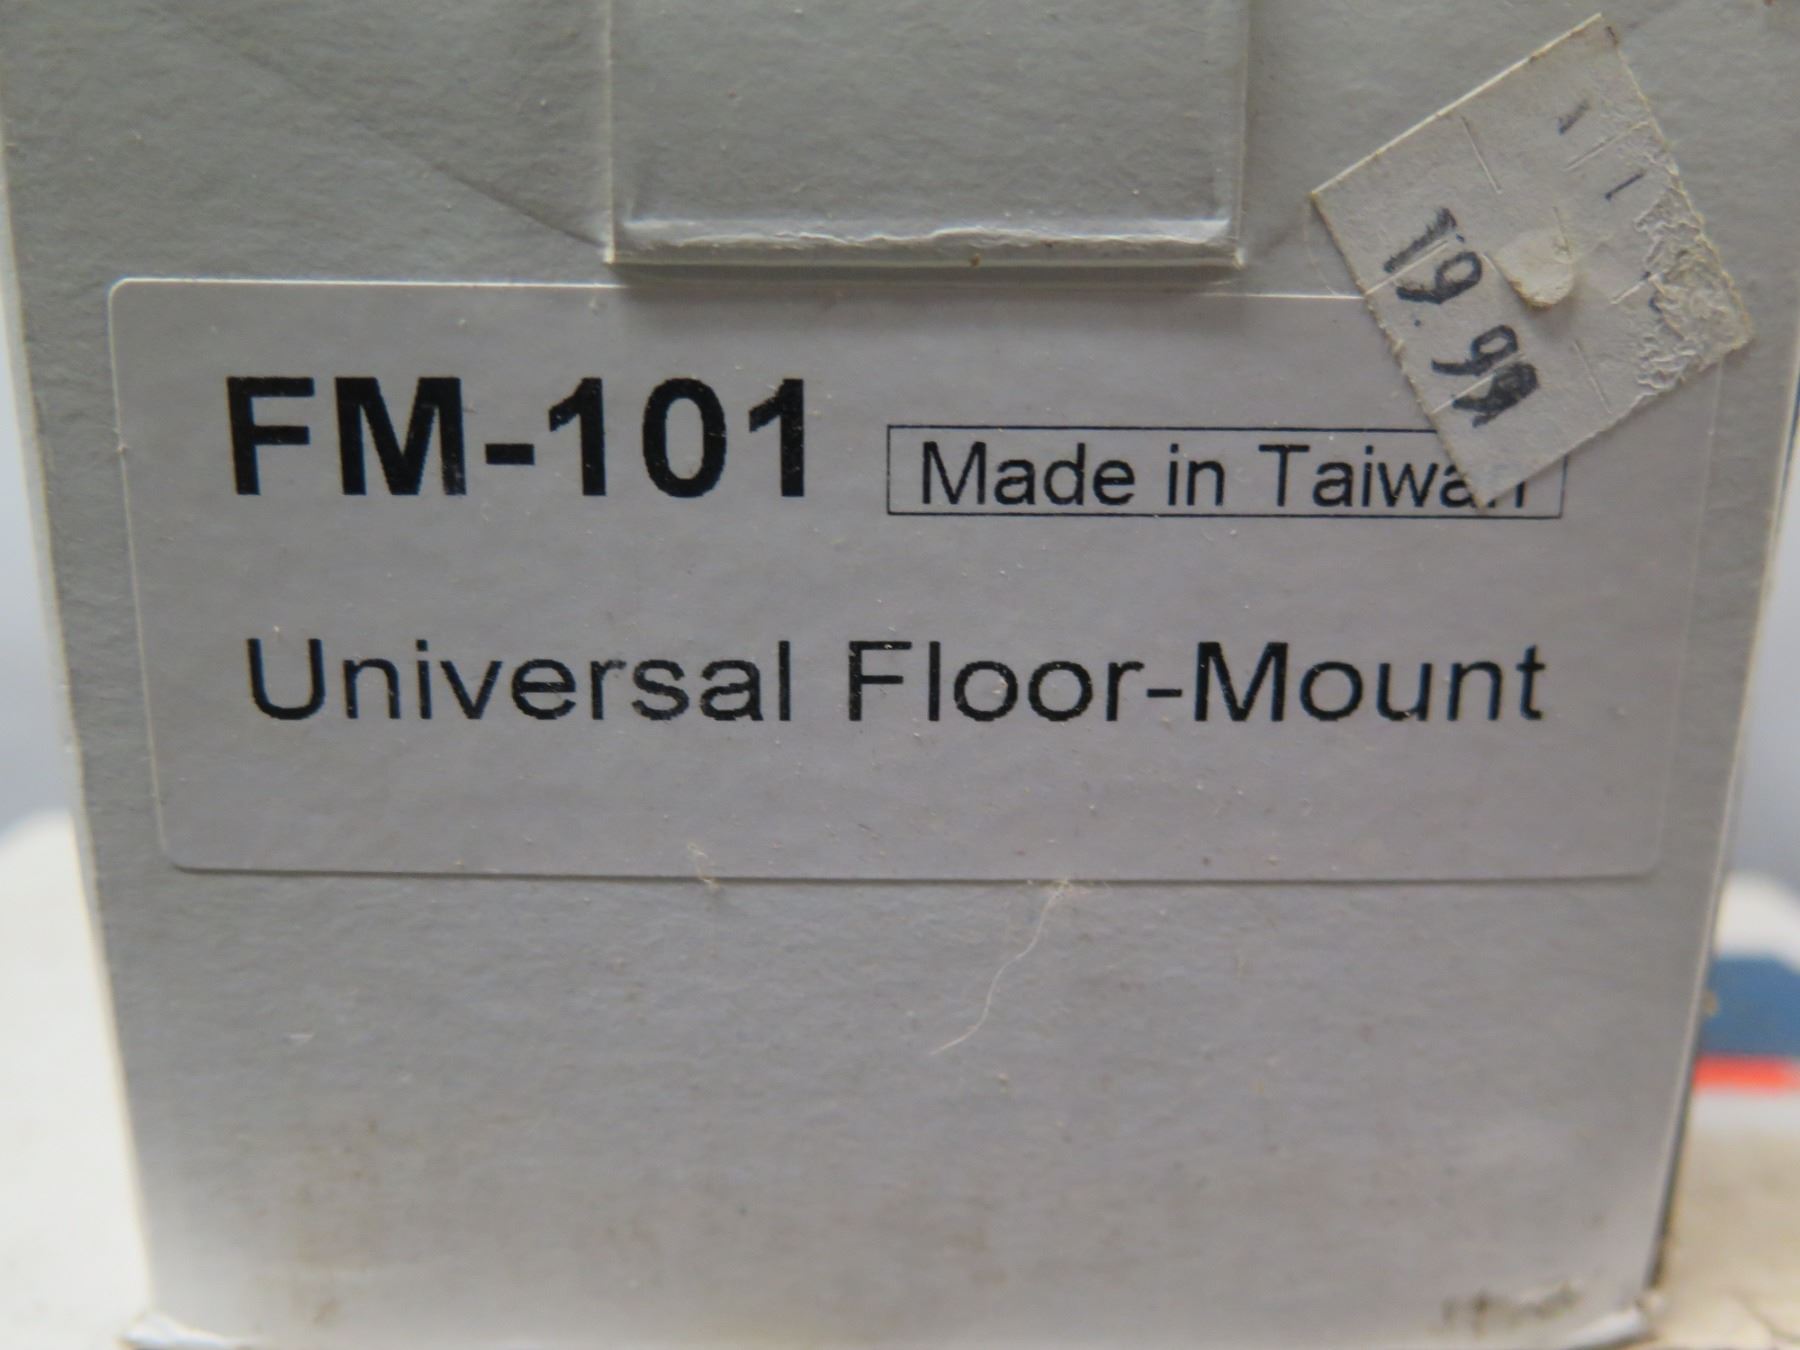 19.99
FM-101
Made in Taiwan
Universal Floor-Mount